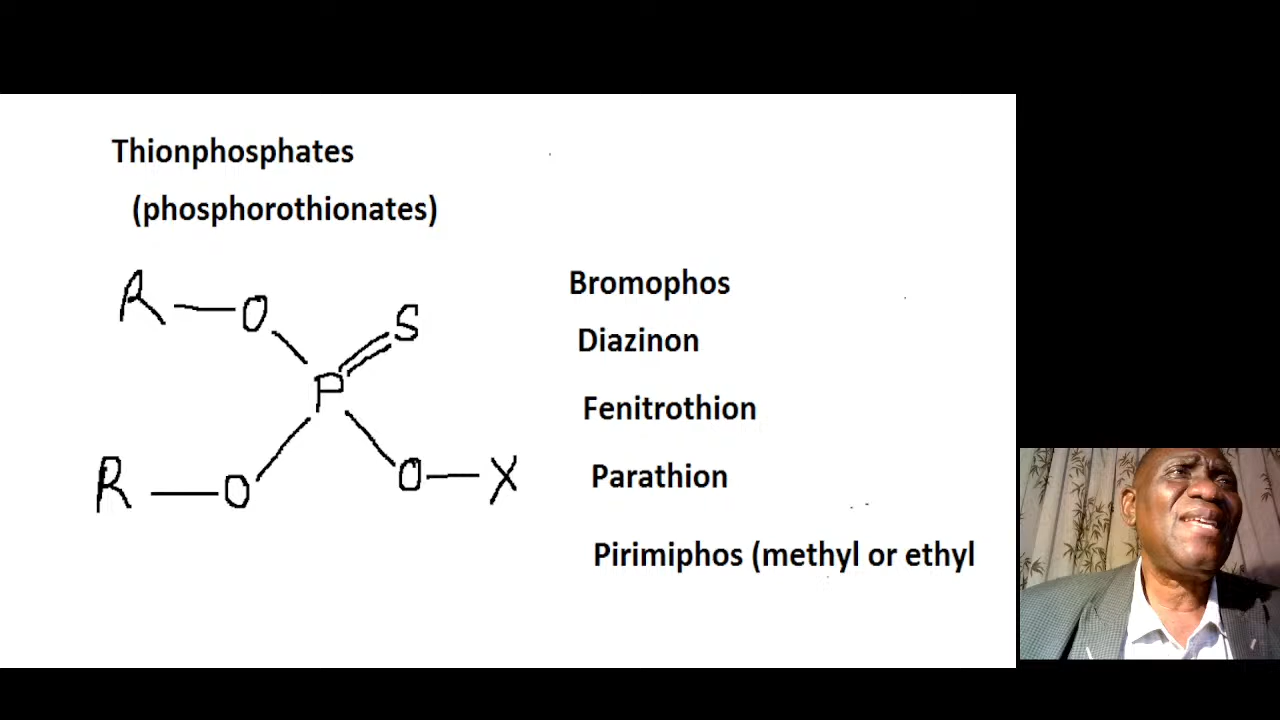 Thionphosphates
(phosphorothionates)
R — O
S
P
R — O
O — X
Bromophos
Diazinon
Fenitrothion
Parathion
Pirimiphos (methyl or ethyl